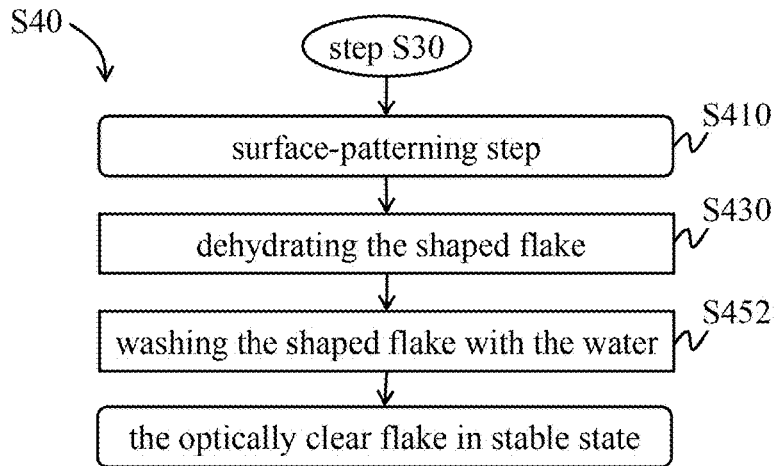 S40
step S30
S410
surface-patterning step
S430
dehydrating the shaped flake
S452
washing the shaped flake with the water
the optically clear flake in stable state